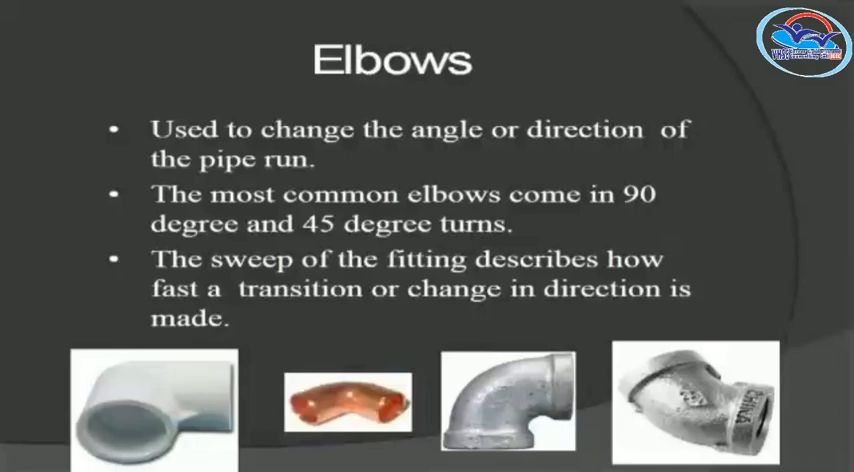 Elbows
• Used to change the angle or direction of
the pipe run.
• The most common elbows come in 90
degree and 45 degree turns.
• The sweep of the fitting describes how
fast a transition or change in direction is
made.
CHINA